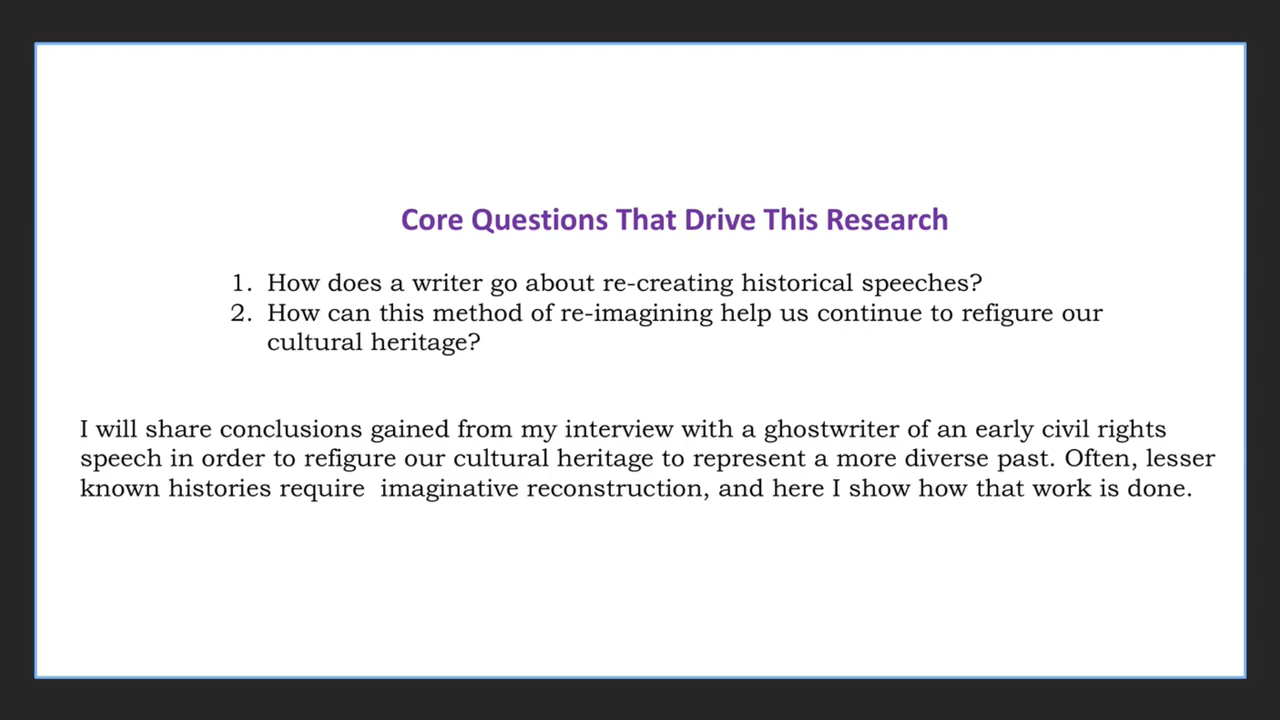 Core Questions That Drive This Research
1. How does a writer go about re-creating historical speeches?
2. How can this method of re-imagining help us continue to refigure our
cultural heritage?
I will share conclusions gained from my interview with a ghostwriter of an early civil rights
speech in order to refigure our cultural heritage to represent a more diverse past. Often, lesser
known histories require  imaginative reconstruction, and here I show how that work is done.